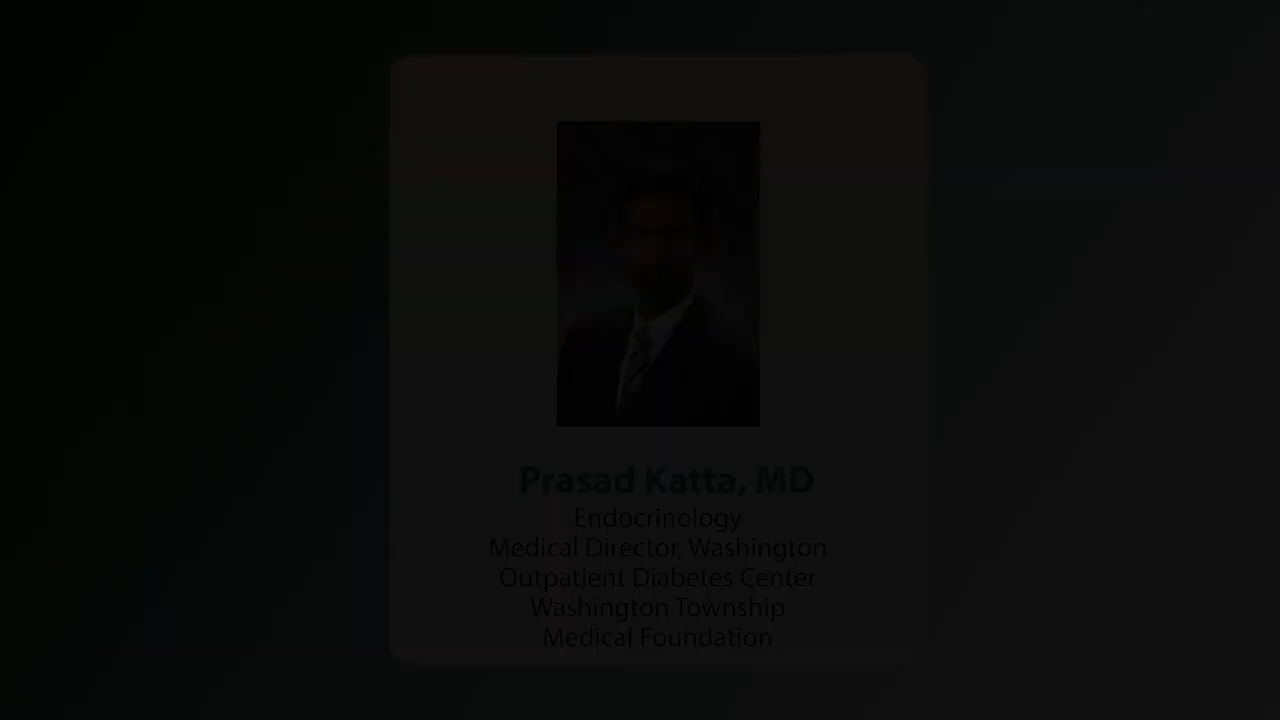 Prasad Katta, MD
Endocrinology
Medical Director, Washington
Outpatient Diabetes Center
Washington Township
Medical Foundation